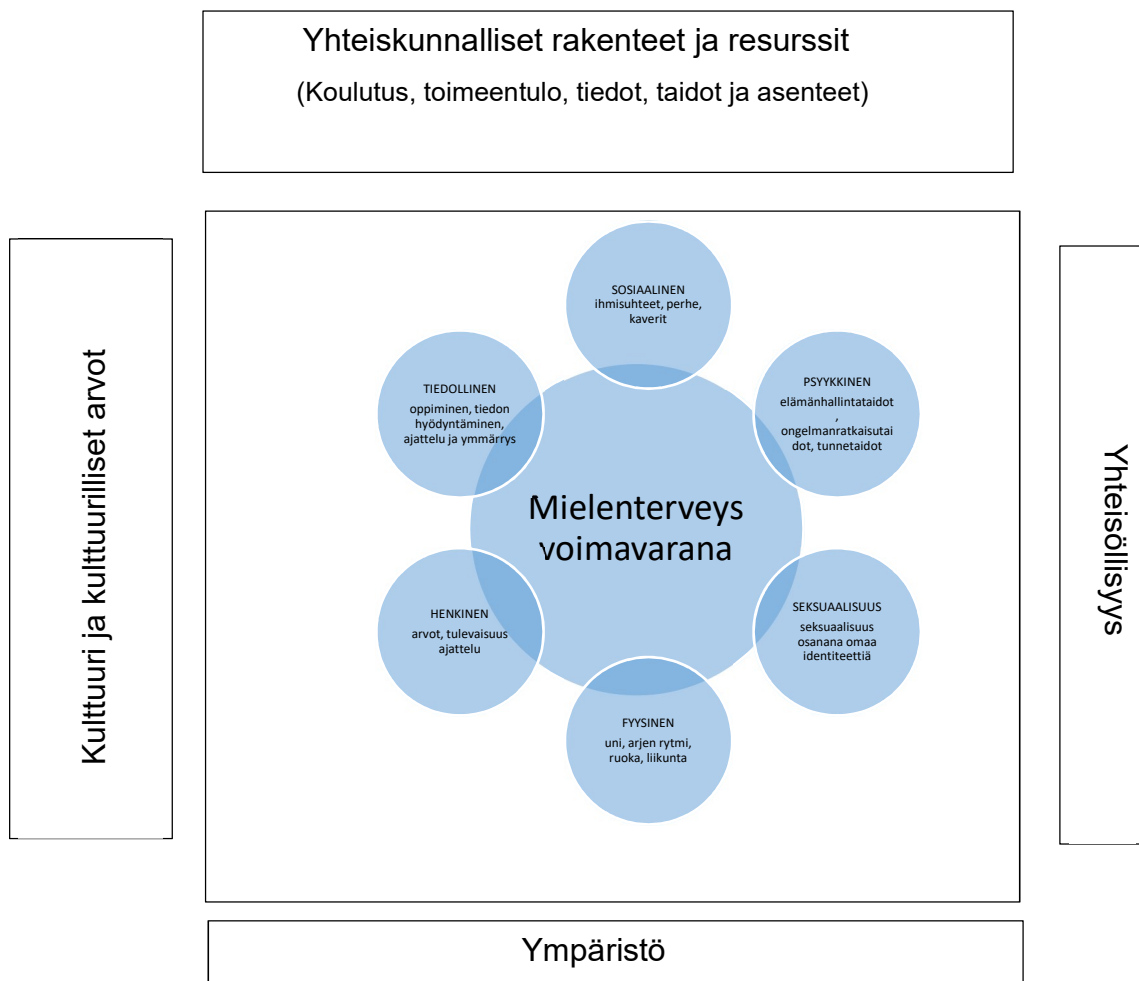 Yhteiskunnalliset rakenteet ja resurssit
(Koulutus, toimeentulo, tiedot, taidot ja asenteet)
Kulttuuri ja kulttuurilliset arvot
SOSIAALINEN
ihmisuhteet, perhe,
kaverit
TIEDOLLINEN
oppiminen, tiedon
hyödyntäminen,
ajattelu ja ymmärrys
PSYYKKINEN
elämänhallintataidot
,
ongelmanratkaisutai
dot, tunnetaidot
Mielenterveys
voimavarana
HENKINEN
arvot, tulevaisuus
ajattelu
SEKSUAALISUUS
seksuaalisuus
osanana omaa
identiteettiä
FYYSINEN
uni, arjen rytmi,
ruoka, liikunta
Yhteisöllisyys
Ympäristö